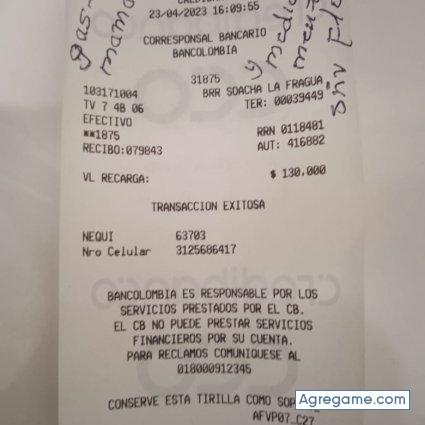 23/04/2023 16:09:55
CORRESPONSAL BANCARIO
BANCOLOMBIA
31875
103171004 BRR SOACHA LA FRAGUA
TV 7 4B 06 TER: 00039449
EFECTIVO
**1875 RRN 0118481
RECIBO:079843 AUT: 416882
VL RECARGA: $ 130.000
TRANSACCION EXITOSA
NEQUI 63703
Nro Celular 3125686417
BANCOLOMBIA ES RESPONSABLE POR LOS
SERVICIOS PRESTADOS POR EL CB.
EL CB NO PUEDE PRESTAR SERVICIOS
FINANCIEROS POR SU CUENTA.
PARA RECLAMOS COMUNIQUESE AL
018000912345
CONSERVE ESTA TIRILLA COMO
AFVP07_C27
Agregame.com